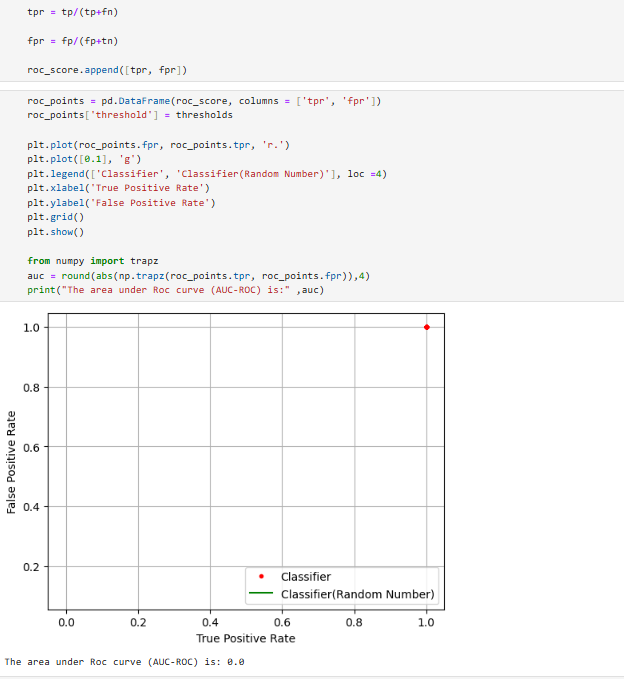 tpr = tp/(tp+fn)
fpr = fp/(fp+tn)
roc_score.append([tpr, fpr])
roc_points = pd.DataFrame(roc_score, columns = ['tpr', 'fpr'])
roc_points['threshold'] = thresholds
plt.plot(roc_points.fpr, roc_points.tpr, 'r.')
plt.plot([0.1], 'g')
plt.legend(['Classifier', 'Classifier(Random Number)'], loc =4)
plt.xlabel('True Positive Rate')
plt.ylabel('False Positive Rate')
plt.grid()
plt.show()
from numpy import trapz
auc = round(abs(np.trapz(roc_points.tpr, roc_points.fpr)),4)
print("The area under Roc curve (AUC-ROC) is:" ,auc)
1.0
0.8
0.6
0.4
0.2
False Positive Rate
Classifier
Classifier(Random Number)
0.0 0.2 0.4 0.6 0.8 1.0
True Positive Rate
The area under Roc curve (AUC-ROC) is: 0.0